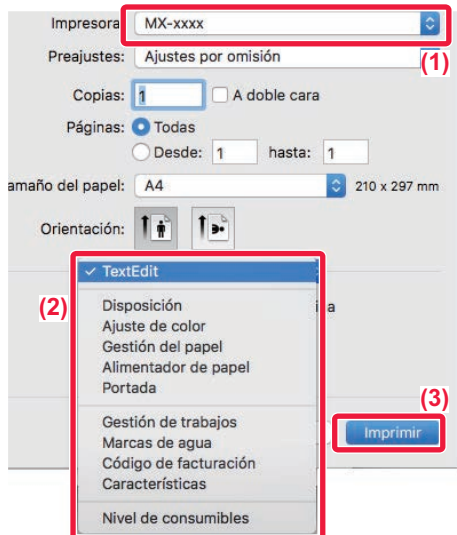 Impresora: MX-xxxx
(1)
Preajustes: Ajustes por omisión
Copias: 1 A doble cara
Páginas: Todas
Desde: 1 hasta: 1
amaño del papel: A4 210 x 297 mm
Orientación:
(2)
✓ TextEdit
Disposición
Ajuste de color
Gestión del papel
Alimentador de papel
Portada
Gestión de trabajos
Marcas de agua
Código de facturación
Características
Nivel de consumibles
a
(3)
Imprimir